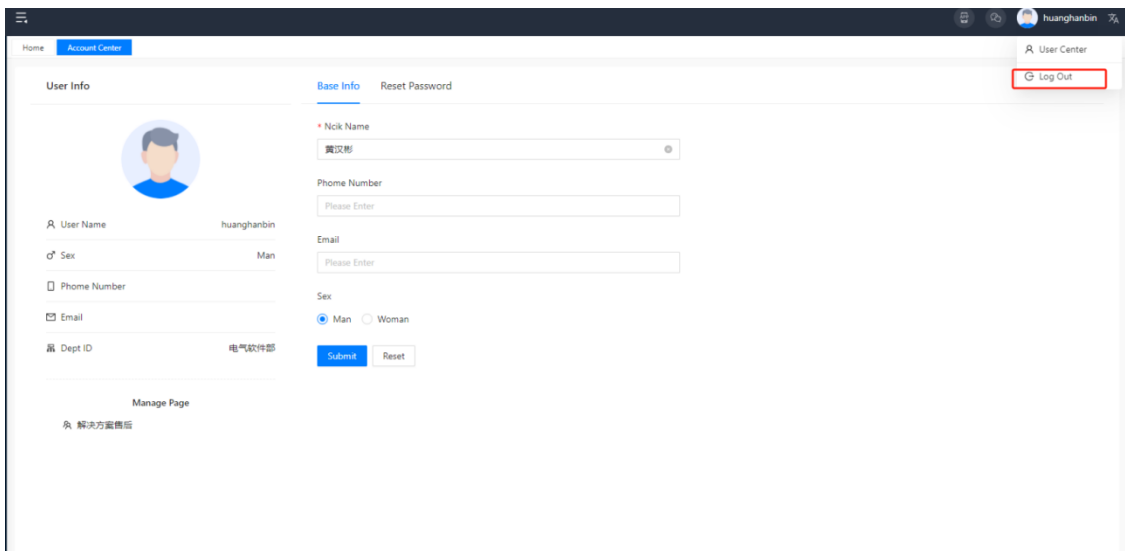 huanghanbin
Home Account Center
User Center
Log Out
User Info
Base Info Reset Password
* Ncik Name
黄汉彬
Phome Number
Please Enter
Email
Please Enter
Sex
Man Woman
Submit Reset
User Name huanghanbin
Sex Man
Phome Number
Email
Dept ID 电气软件部
Manage Page
解决方案售后